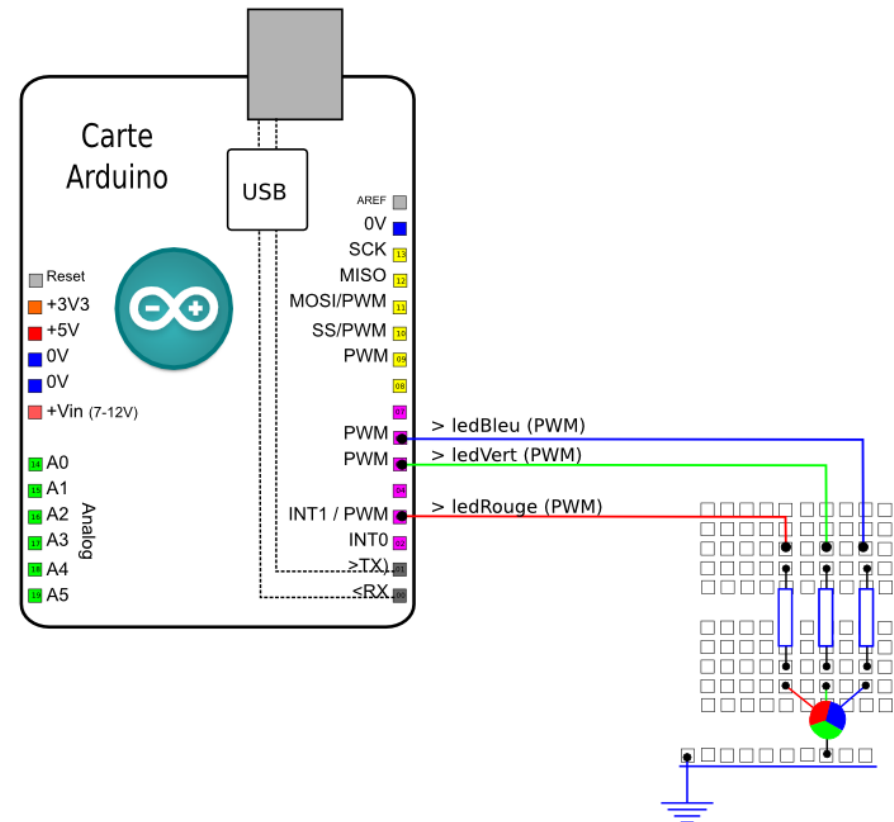 Carte
Arduino
USB
AREF
0V
SCK 13
MISO 12
MOSI/PWM 11
SS/PWM 10
PWM 09
08
07
PWM
PWM
04
INT1 / PWM
INT0 02
>TX) 01
<RX 00
Reset
+3V3
+5V
0V
0V
+Vin (7-12V)
14 A0
15 A1
16 A2
17 A3
18 A4
19 A5
Analog
> ledBleu (PWM)
> ledVert (PWM)
> ledRouge (PWM)